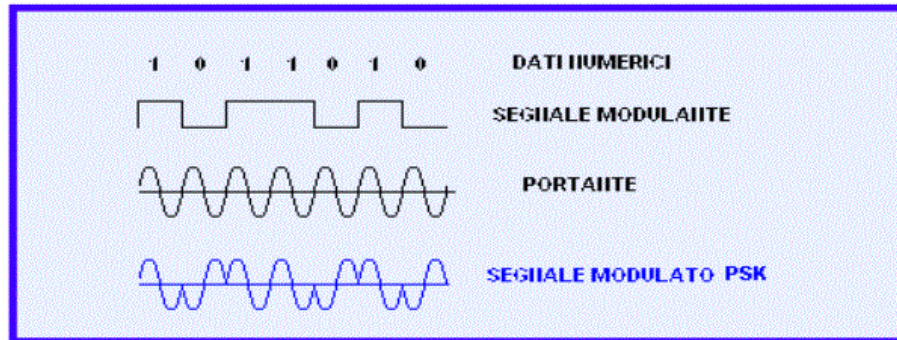 1 0 1 1 0 1 0 DATI NUMERICI
SEGNALE MODULANTE
PORTANTE
SEGNALE MODULATO PSK